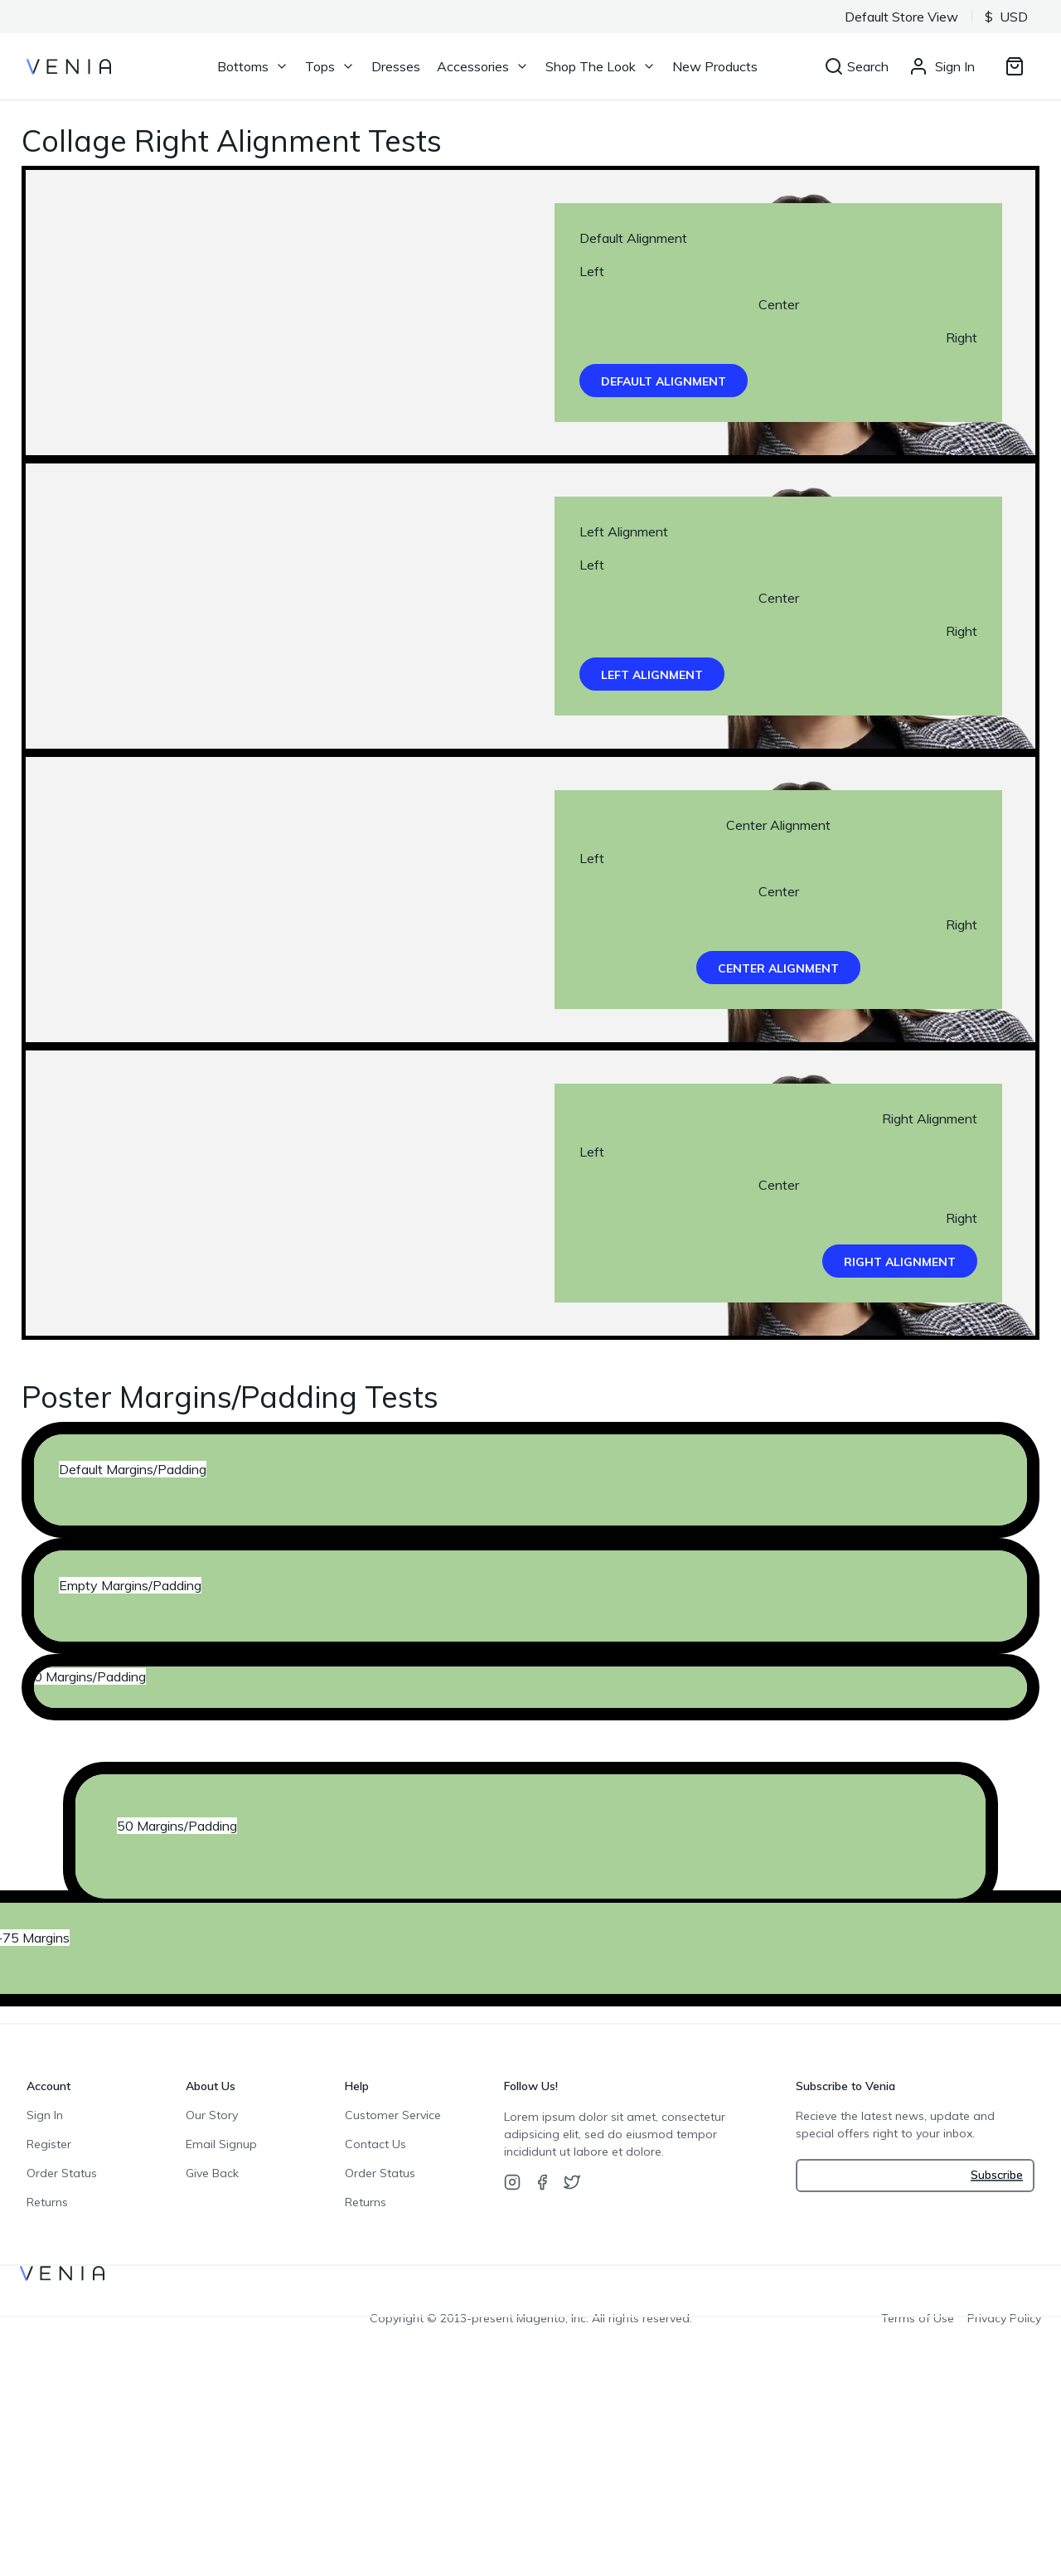 Default Store View
$ USD
VENIA
Bottoms
Tops
Dresses
Accessories
Shop The Look
New Products
Search
Sign In
Collage Right Alignment Tests
Default Alignment
Left
Center
Right
DEFAULT ALIGNMENT
Left Alignment
Left
Center
Right
LEFT ALIGNMENT
Center Alignment
Left
Center
Right
CENTER ALIGNMENT
Right Alignment
Left
Center
Right
RIGHT ALIGNMENT
Poster Margins/Padding Tests
Default Margins/Padding
Empty Margins/Padding
0 Margins/Padding
50 Margins/Padding
-75 Margins
Account
Sign In
Register
Order Status
Returns
About Us
Our Story
Email Signup
Give Back
Help
Customer Service
Contact Us
Order Status
Returns
Follow Us!
Lorem ipsum dolor sit amet, consectetur
adipsicing elit, sed do eiusmod tempor
incididunt ut labore et dolore.
Subscribe to Venia
Recieve the latest news, update and
special offers right to your inbox.
Subscribe
VENIA
Copyright © 2013-present Magento, Inc. All rights reserved.
Terms of Use
Privacy Policy